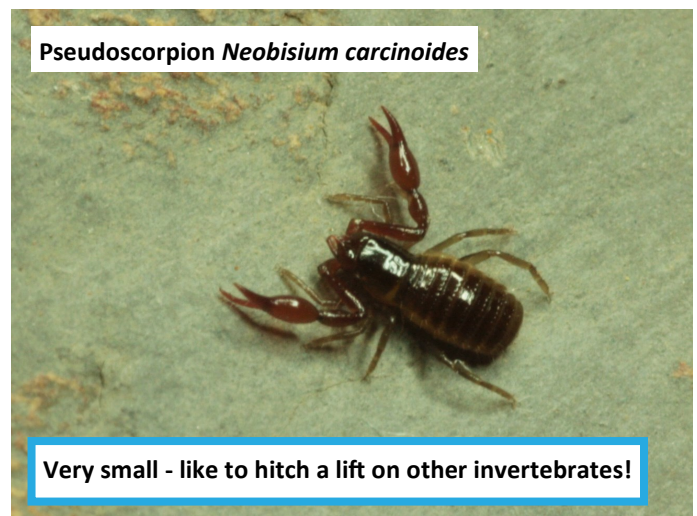 Pseudoscorpion Neobisium carcinoides
Very small - like to hitch a lift on other invertebrates!